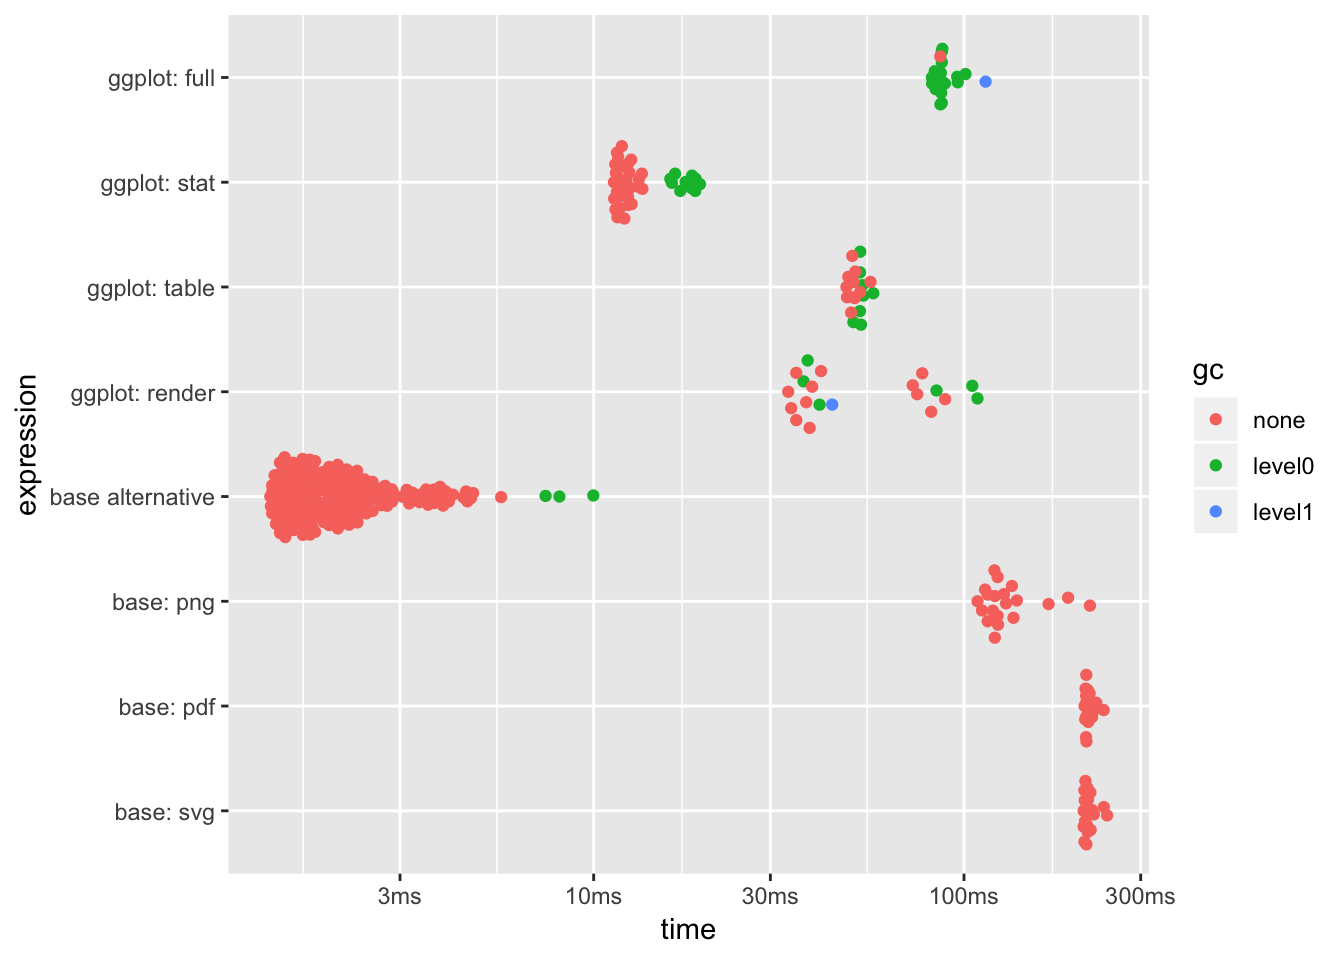 ggplot: full
ggplot: stat
ggplot: table
ggplot: render
base alternative
base: png
base: pdf
base: svg
expression
3ms
10ms
30ms
100ms
300ms
time
gc
none
level0
level1